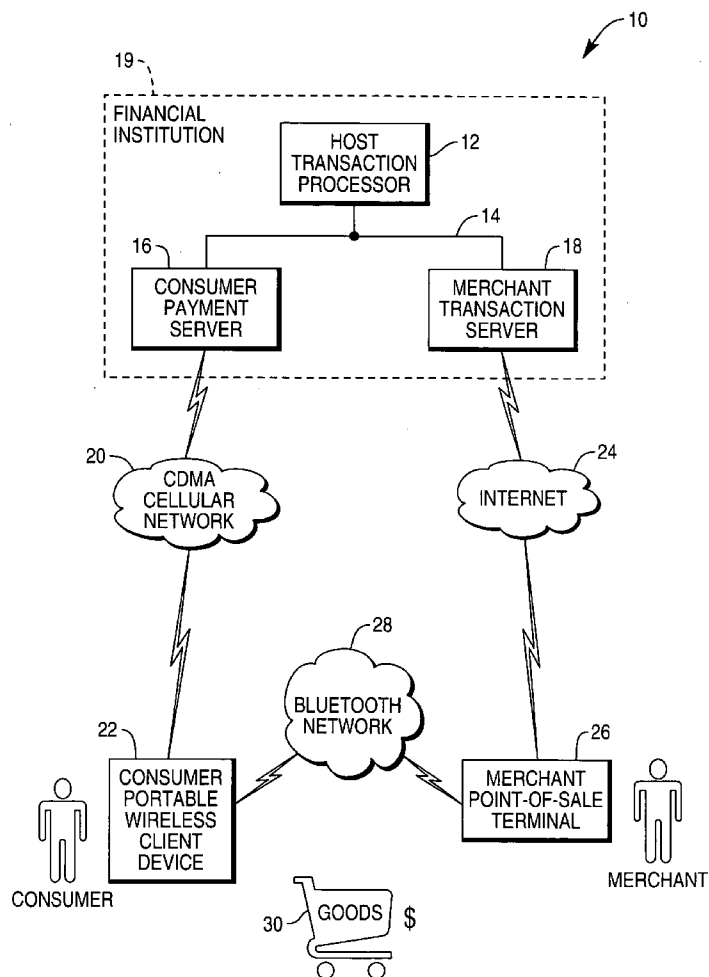 10
19
FINANCIAL
INSTITUTION
HOST
TRANSACTION
PROCESSOR
12
14
16
CONSUMER
PAYMENT
SERVER
18
MERCHANT
TRANSACTION
SERVER
20
CDMA
CELLULAR
NETWORK
24
INTERNET
28
BLUETOOTH
NETWORK
22
CONSUMER
PORTABLE
WIRELESS
CLIENT
DEVICE
26
MERCHANT
POINT-OF-SALE
TERMINAL
CONSUMER
MERCHANT
30
GOODS
$